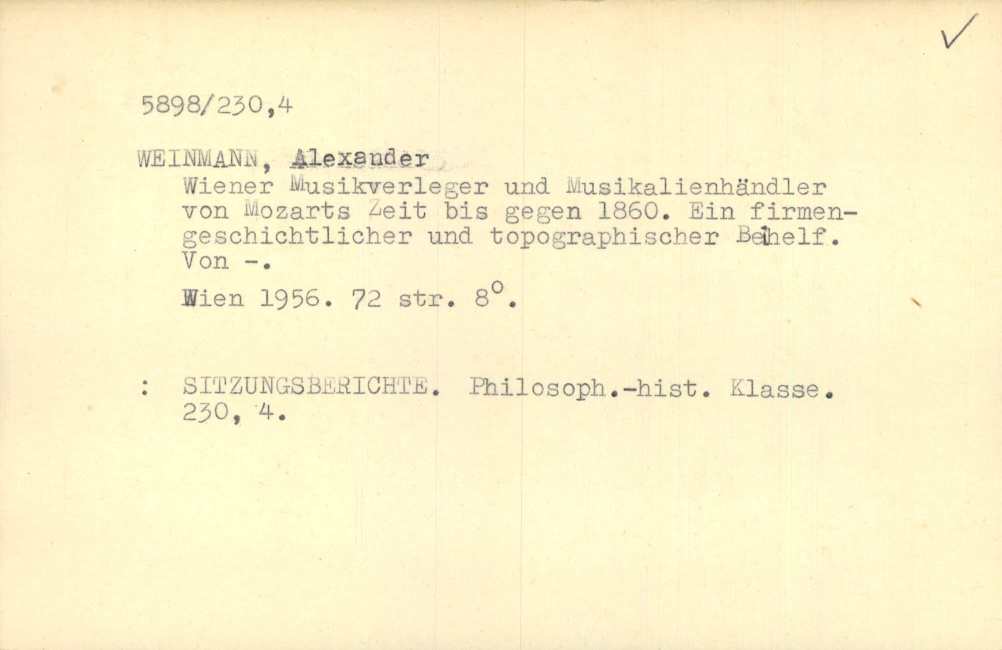 5898/230,4
WEINMANN, Alexander
Wiener Musikverleger und Musikalienhändler
von Mozarts Zeit bis gegen 1860. Ein firmen-
geschichtlicher und topographischer Behelf.
Von -.
Wien 1956. 72 str. 8°.
: SITZUNGSBERICHTE. Philosoph.-hist. Klasse.
230, 4.